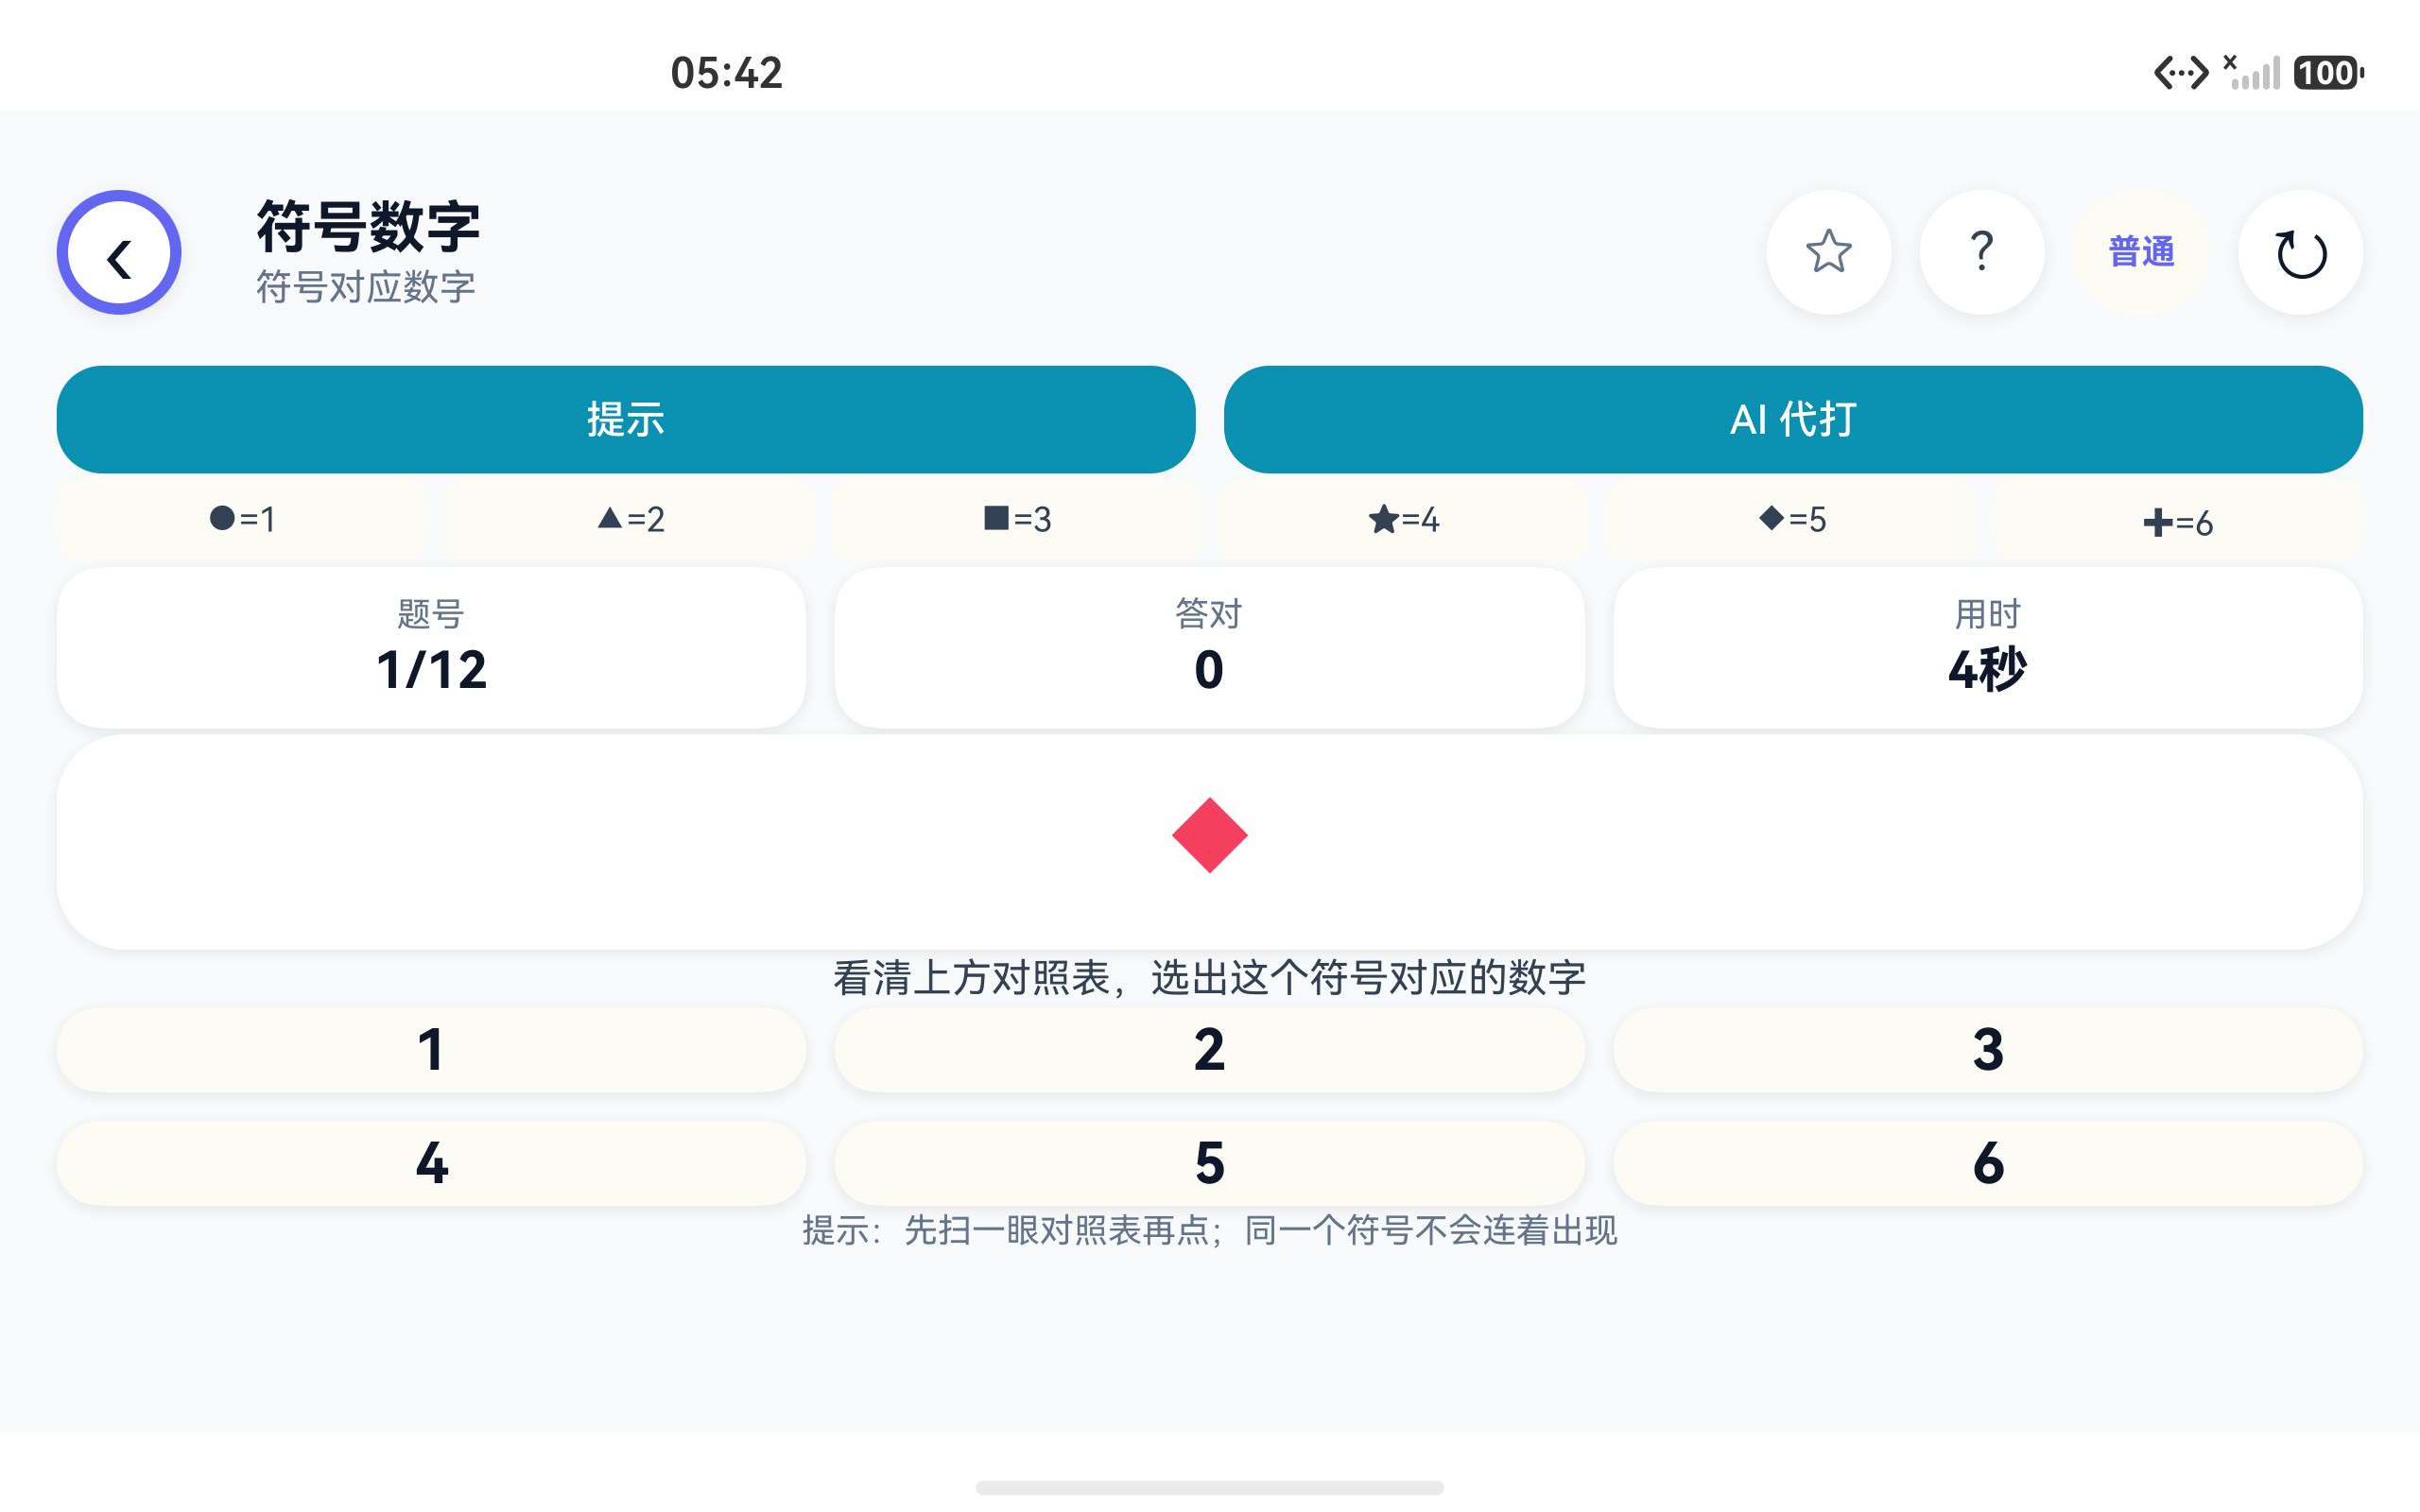 05:42
100
符号数字
符号对应数字
?
普通
提示
AI 代打
●=1
▲=2
■=3
★=4
◆=5
✚=6
题号
1/12
答对
0
用时
4秒
看清上方对照表，选出这个符号对应的数字
1
2
3
4
5
6
提示：先扫一眼对照表再点；同一个符号不会连着出现